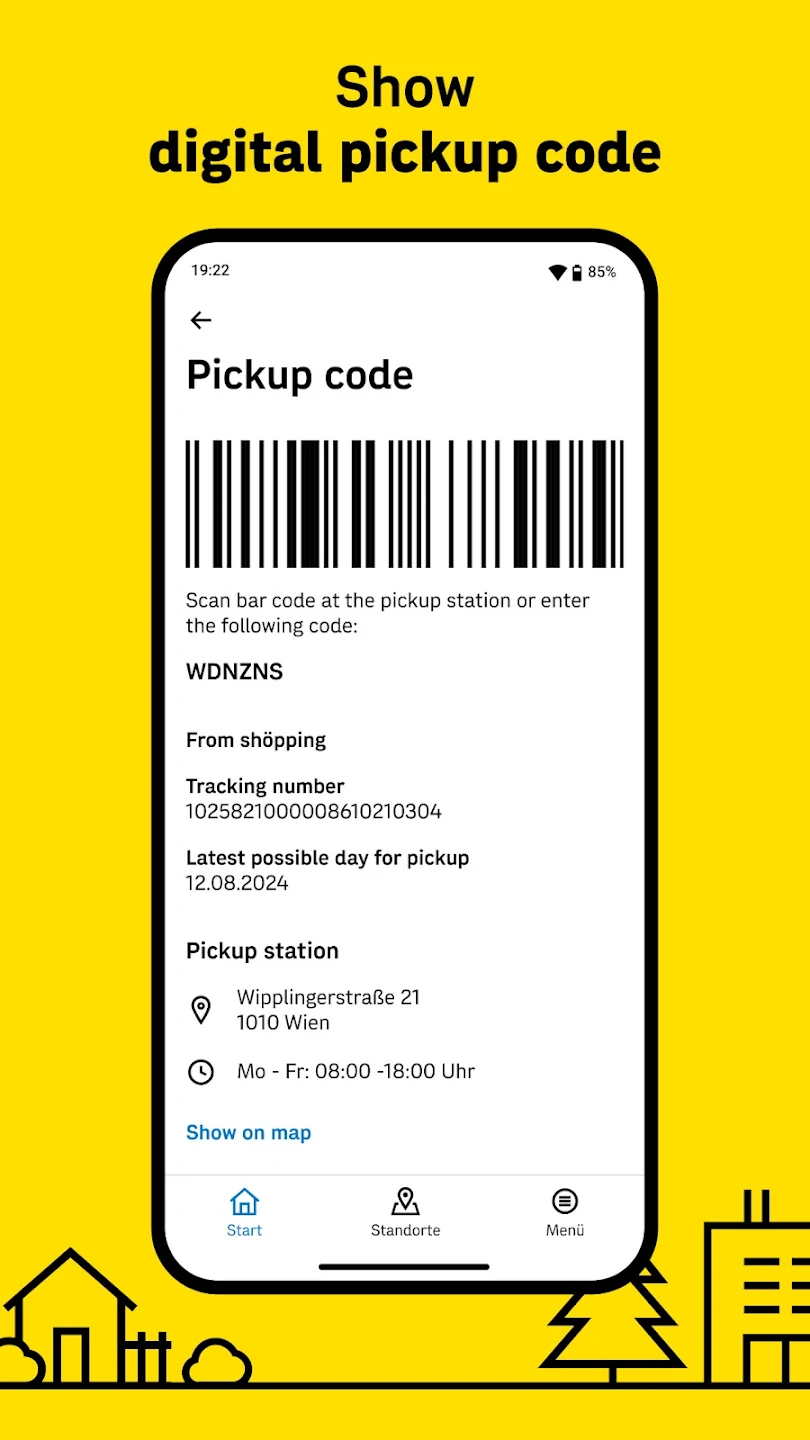 Show
digital pickup code
19:22
85%
Pickup code
Scan bar code at the pickup station or enter
the following code:
WDNZNS
From shöpping
Tracking number
1025821000008610210304
Latest possible day for pickup
12.08.2024
Pickup station
Wipplingerstraße 21
1010 Wien
Mo - Fr: 08:00 -18:00 Uhr
Show on map
Start
Standorte
Menü